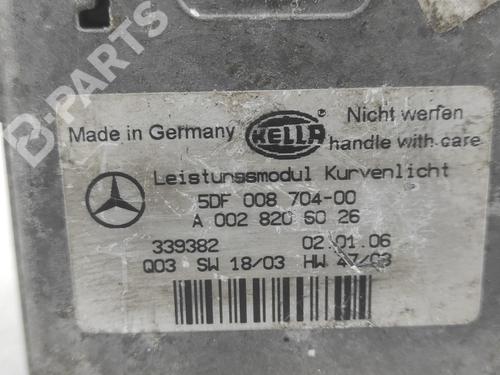 B-PARTS
Nicht werfen
Made in Germany
HELLA
handle with care
Leistungsmodul Kurvenlicht
5DF 008 704-00
A 002 820 60 26
339382 02.01.06
Q03 SW 18/03 HW 47/03